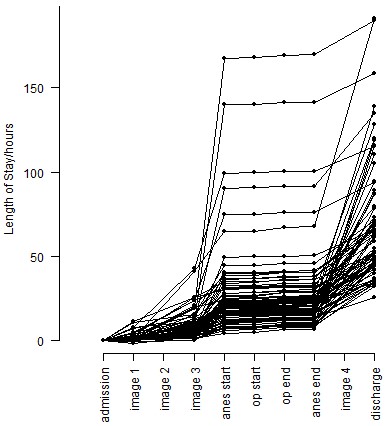 Length of Stay/hours
150
100
50
0
admission
image 1
image 2
image 3
anes start
op start
op end
anes end
image 4
discharge